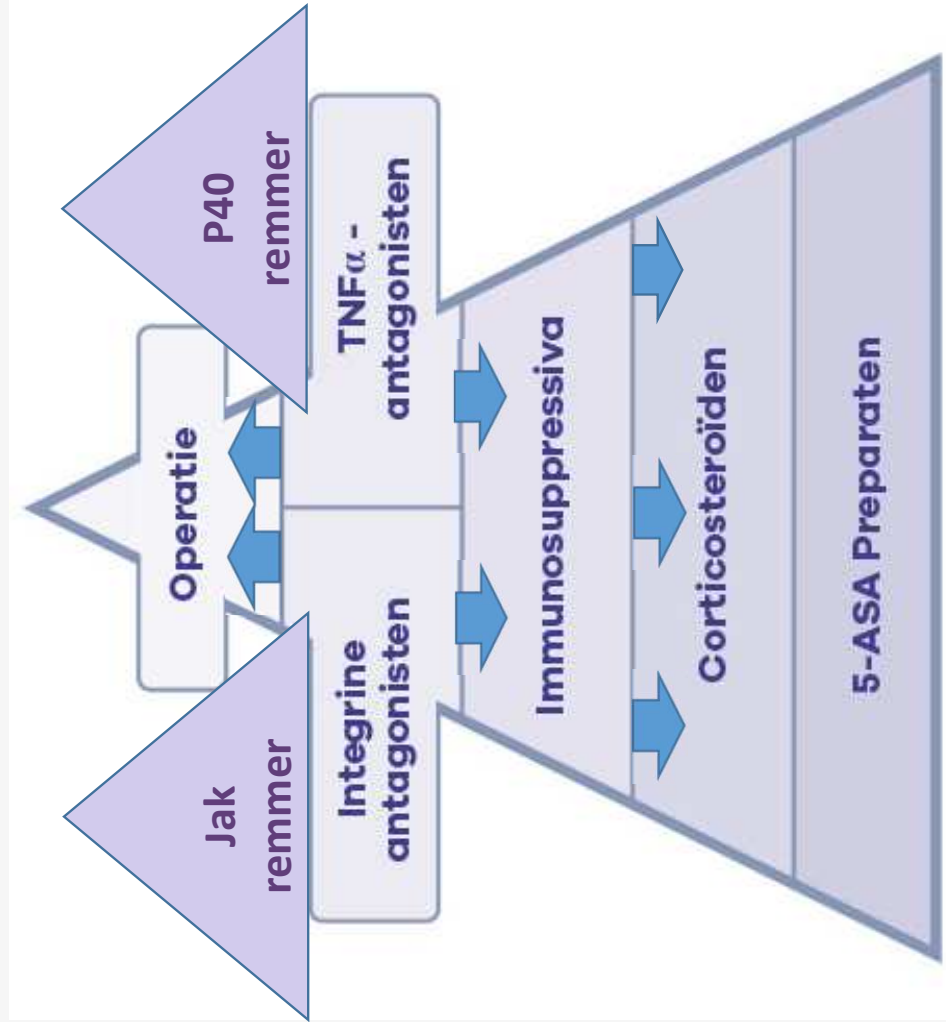 Operatie
Jak
remmer
P40
remmer
Integrine
antagonisten
TNFα -
antagonisten
Immunosuppressiva
Corticosteroïden
5-ASA Preparaten